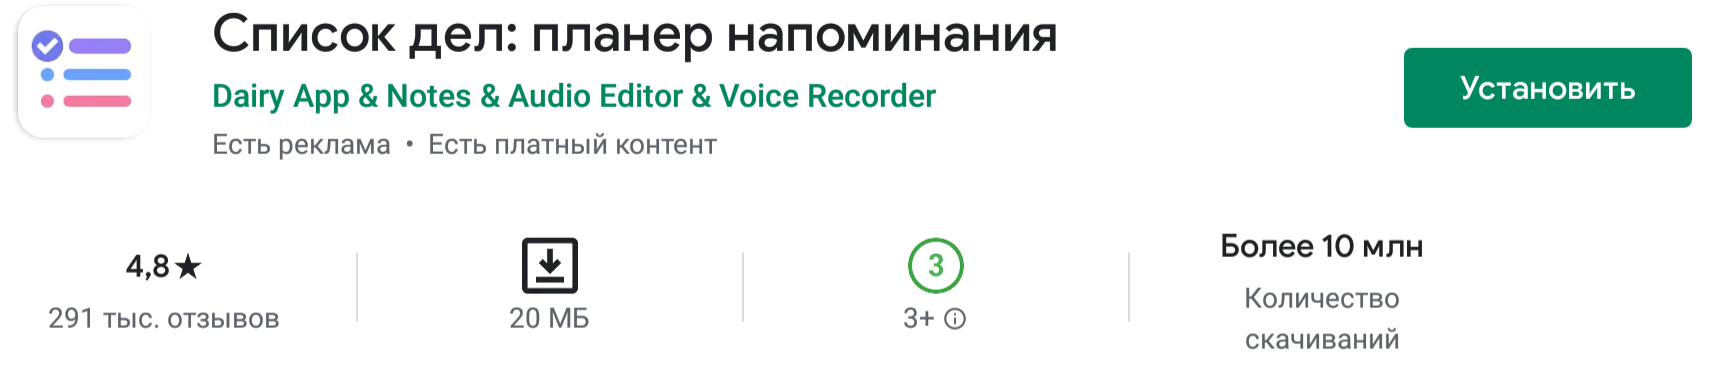 Список дел: планер напоминания
Dairy App & Notes & Audio Editor & Voice Recorder
Есть реклама • Есть платный контент
Установить
4,8★
291 тыс. отзывов
20 МБ
3
3+
Более 10 млн
Количество
скачиваний